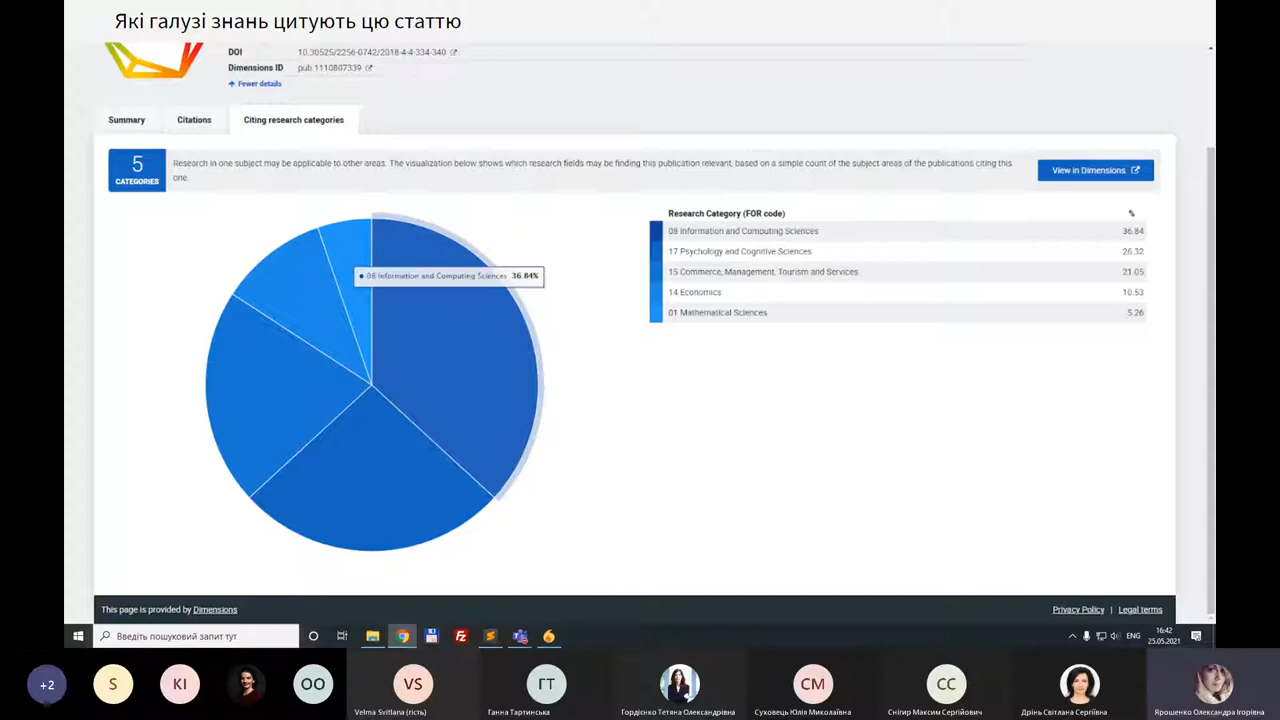 Які галузі знань цитують цю статтю
DOI 10.30525/2256-0742/2018-4-4-334-340
Dimensions ID pub.1110807339
Fewer details
Summary Citations Citing research categories
5
CATEGORIES
Research in one subject may be applicable to other areas. The visualization below shows which research fields may be finding this publication relevant, based on a simple count of the subject areas of the publications citing this
one.
View in Dimensions
Research Category (FOR code) %
08 Information and Computing Sciences 36.84
17 Psychology and Cognitive Sciences 26.32
15 Commerce, Management, Tourism and Services 21.05
14 Economics 10.53
01 Mathematical Sciences 5.26
08 Information and Computing Sciences 36.84%
This page is provided by Dimensions
Privacy Policy | Legal terms
Введіть пошуковий запит тут
ENG
16:42
25.05.2021
+2
S
KI
OO
VS
ГТ
СМ
СС
Velma Svitlana (гість)
Ганна Тартинська
Гордієнко Тетяна Олександрівна
Суховець Юлія Миколаївна
Снігир Максим Сергійович
Дрінь Світлана Сергіївна
Ярошенко Олександра Ігорівна